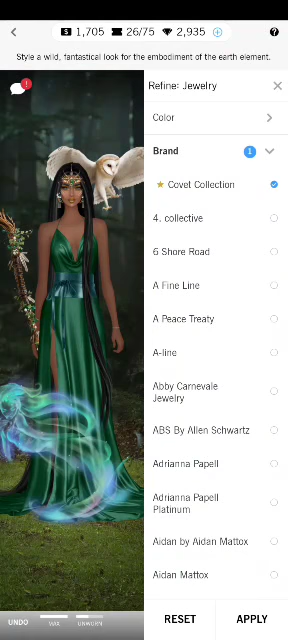 1,705 26/75 2,935
Style a wild, fantastical look for the embodiment of the earth element.
Refine: Jewelry
Color
Brand 1
Covet Collection
4. collective
6 Shore Road
A Fine Line
A Peace Treaty
A-line
Abby Carnevale
Jewelry
ABS By Allen Schwartz
Adrianna Papell
Adrianna Papell
Platinum
Aidan by Aidan Mattox
Aidan Mattox
UNDO UNWORN
RESET APPLY